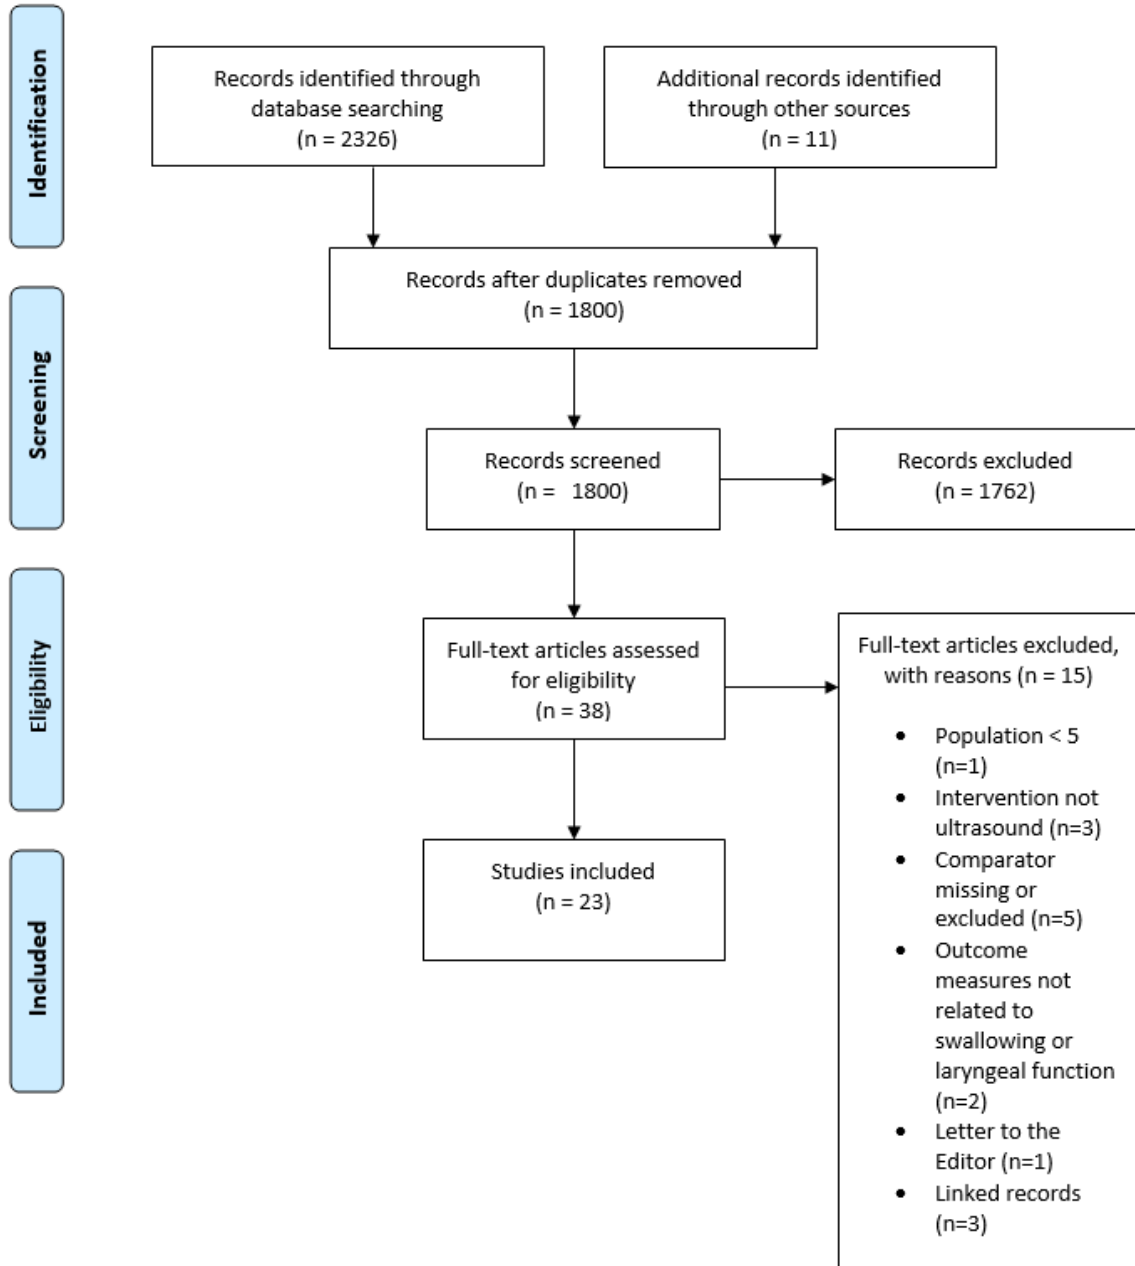 Identification
Records identified through
database searching
(n = 2326)
Additional records identified
through other sources
(n = 11)
Records after duplicates removed
(n = 1800)
Screening
Records screened
(n =   1800)
Records excluded
(n = 1762)
Eligibility
Full-text articles assessed
for eligibility
(n = 38)
Full-text articles excluded,
with reasons (n = 15)
• Population < 5
(n=1)
• Intervention not
ultrasound (n=3)
• Comparator
missing or
excluded (n=5)
• Outcome
measures not
related to
swallowing or
laryngeal function
(n=2)
• Letter to the
Editor (n=1)
• Linked records
(n=3)
Included
Studies included
(n = 23)